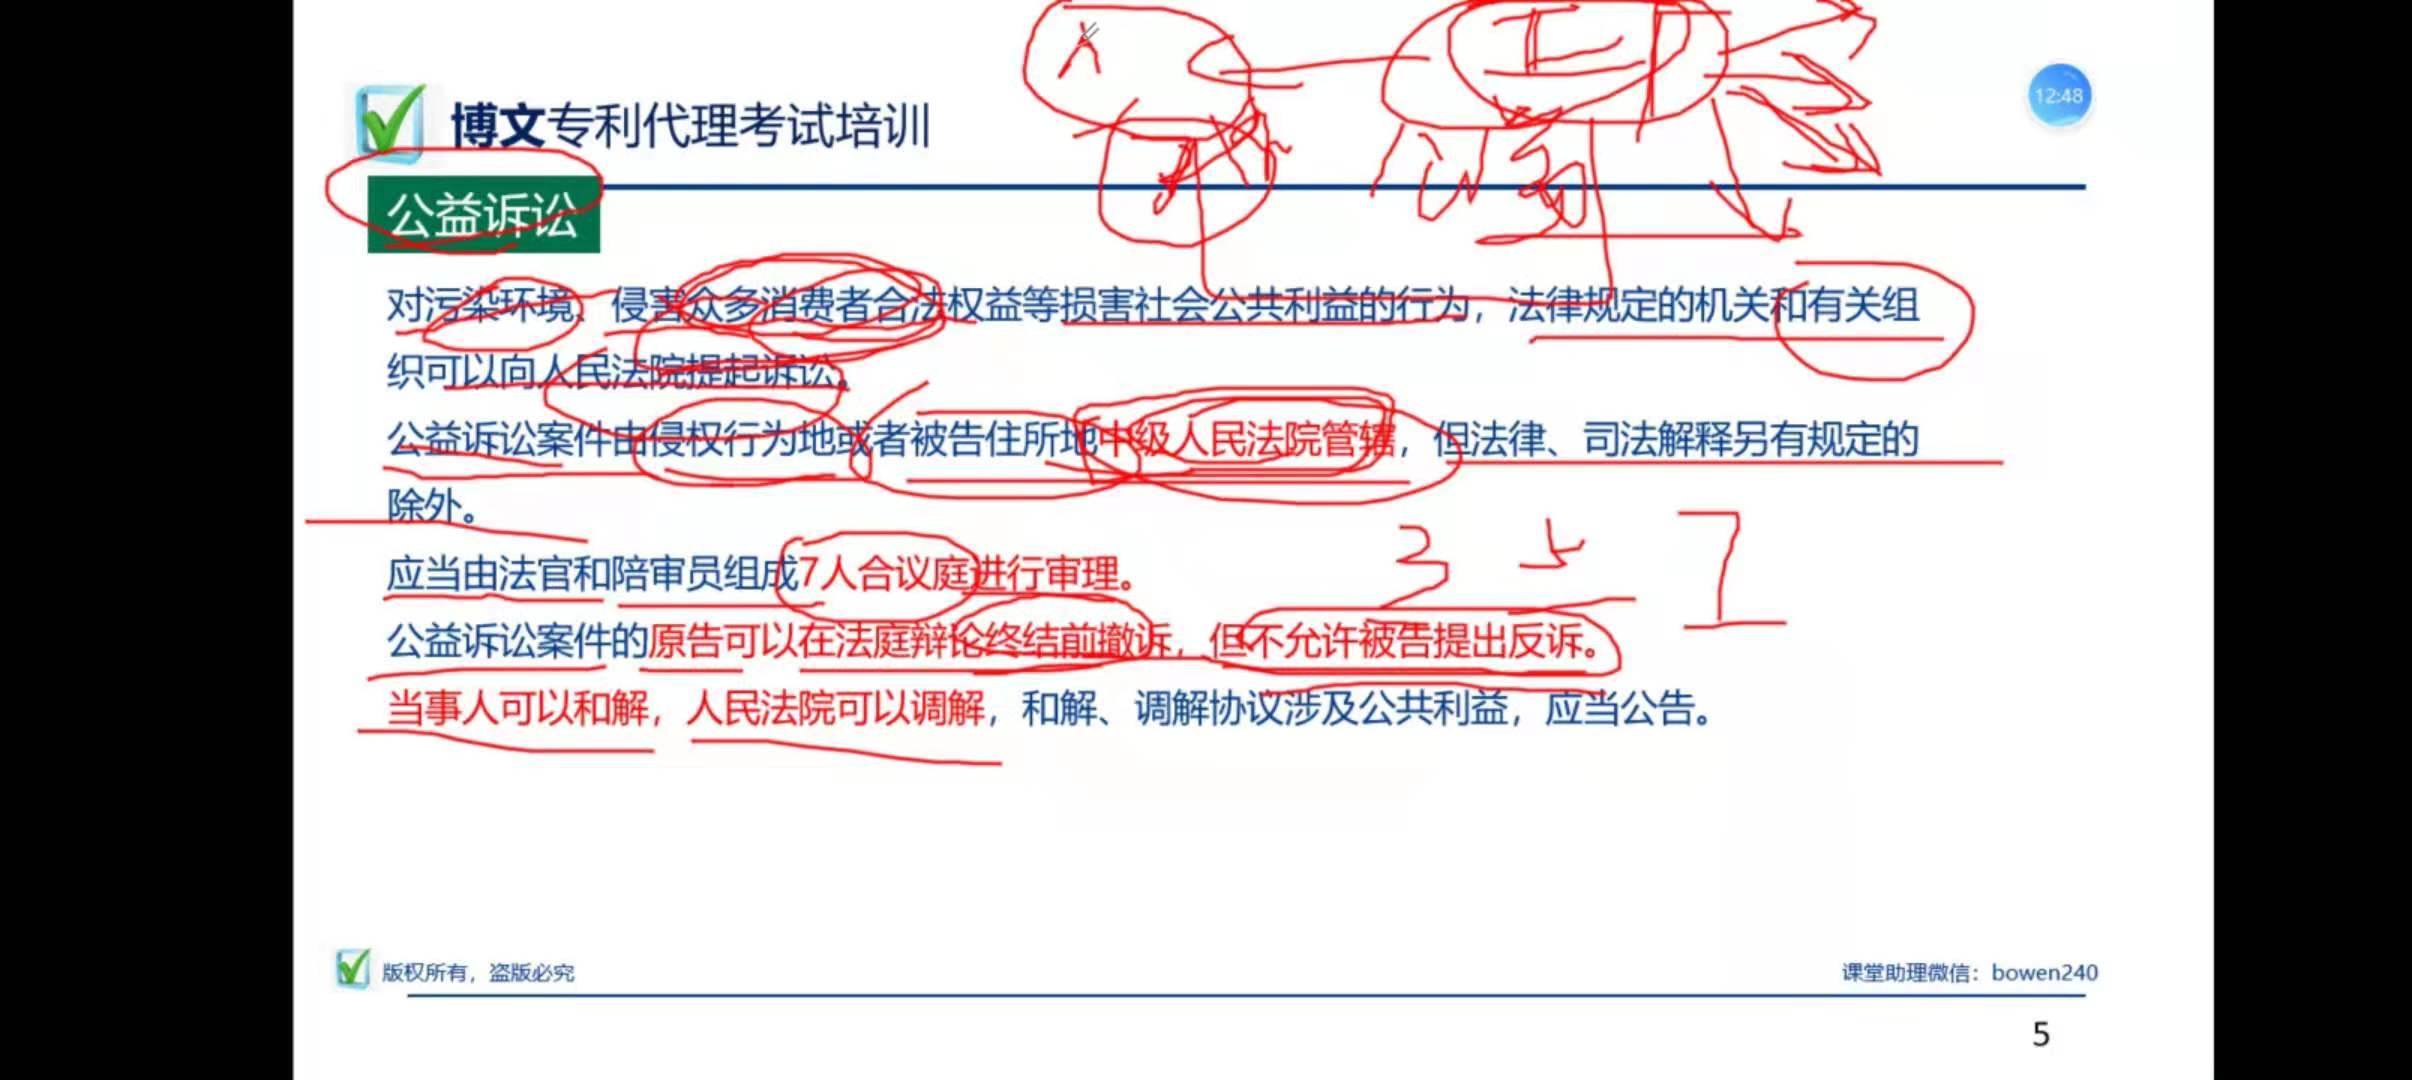 博文专利代理考试培训
12:48
公益诉讼
对污染环境、侵害众多消费者合法权益等损害社会公共利益的行为，法律规定的机关和有关组
织可以向人民法院提起诉讼。
公益诉讼案件由侵权行为地或者被告住所地中级人民法院管辖，但法律、司法解释另有规定的
除外。
3 5 7
应当由法官和陪审员组成7人合议庭进行审理。
公益诉讼案件的原告可以在法庭辩论终结前撤诉，但不允许被告提出反诉。
当事人可以和解，人民法院可以调解，和解、调解协议涉及公共利益，应当公告。
版权所有，盗版必究
课堂助理微信：bowen240
5